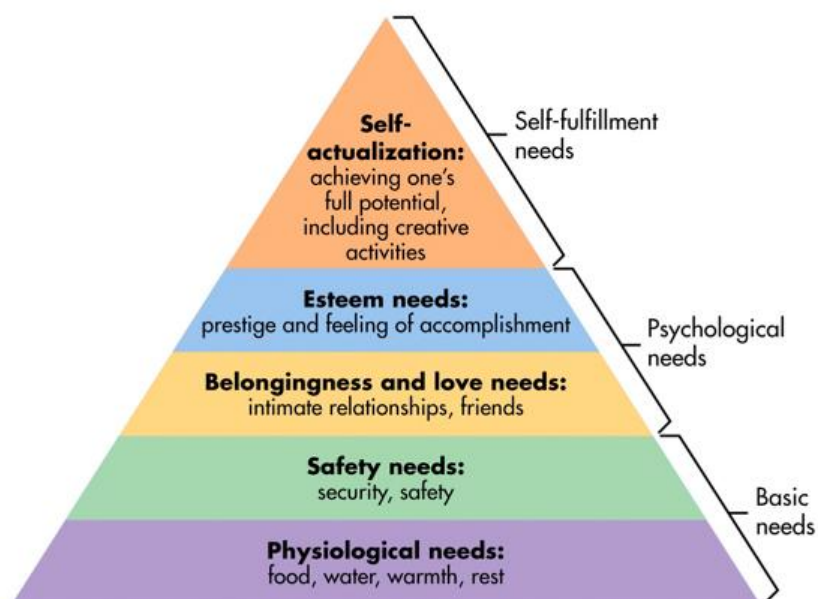 Self-
actualization:
achieving one's
full potential,
including creative
activities
Self-fulfillment
needs
Esteem needs:
prestige and feeling of accomplishment
Psychological
needs
Belongingness and love needs:
intimate relationships, friends
Safety needs:
security, safety
Basic
needs
Physiological needs:
food, water, warmth, rest